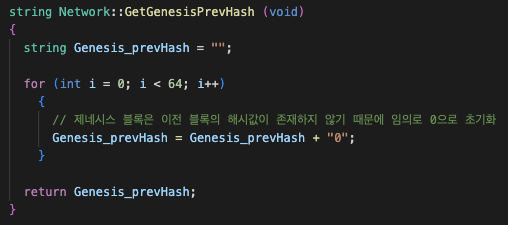 string Network::GetGenesisPrevHash (void)
{
string Genesis_prevHash = "";
for (int i = 0; i < 64; i++)
{
// 제네시스 블록은 이전 블록의 해시값이 존재하지 않기 때문에 임의로 0으로 초기화
Genesis_prevHash = Genesis_prevHash + "0";
}
return Genesis_prevHash;
}